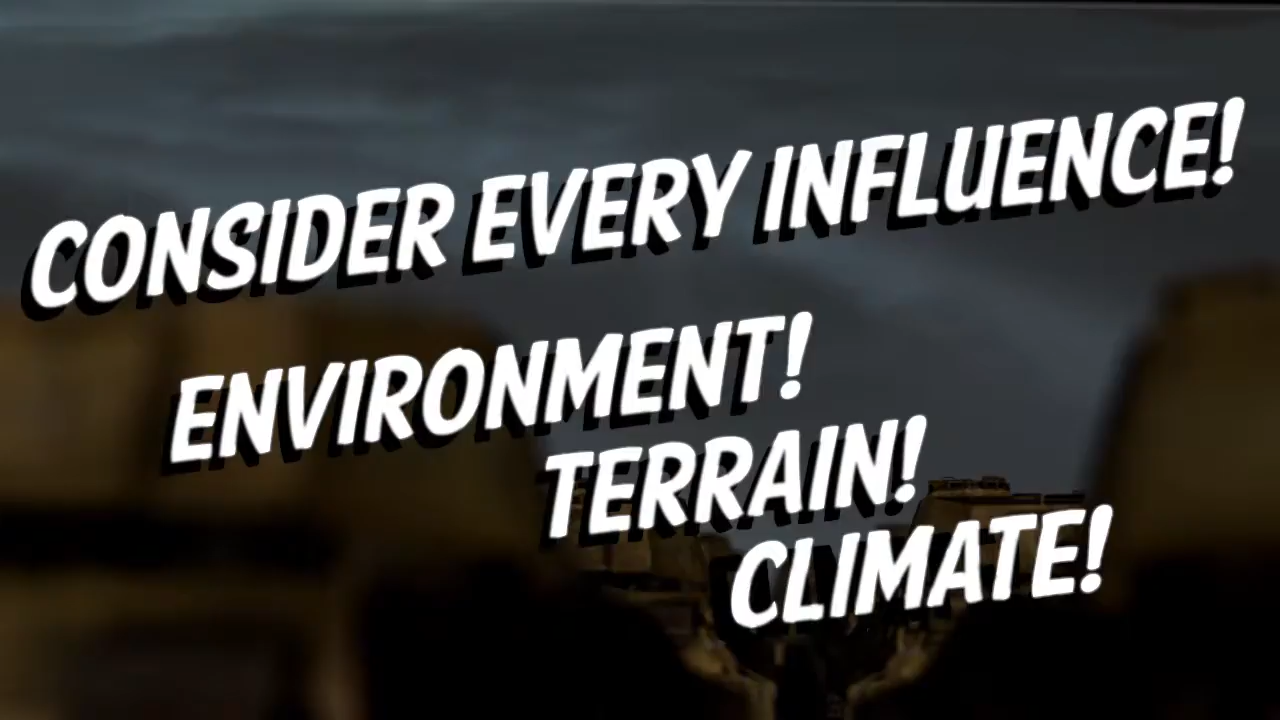 CONSIDER EVERY INFLUENCE!
ENVIRONMENT!
TERRAIN!
CLIMATE!